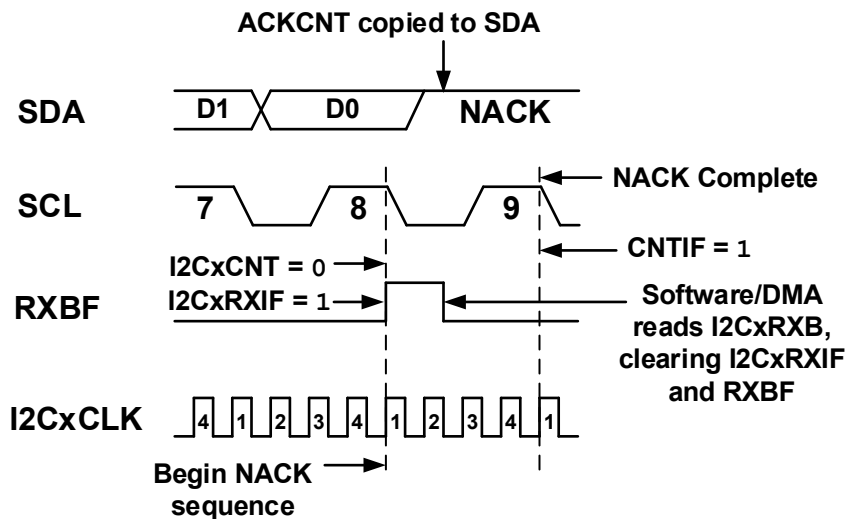 ACKCNT copied to SDA
SDA
D1
D0
NACK
SCL
7
8
9
NACK Complete
I2CxCNT = 0
CNTIF = 1
RXBF
I2CxRXIF = 1
Software/DMA
reads I2CxRXB,
clearing I2CxRXIF
and RXBF
I2CxCLK
4 1 2 3 4 1 2 3 4 1
Begin NACK
sequence